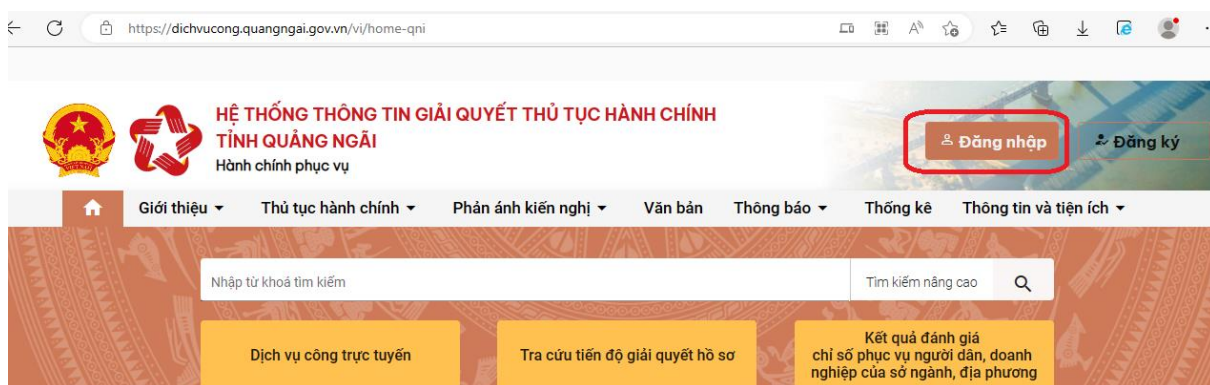 https://dichvucong.quangngai.gov.vn/vi/home-qni
HỆ THỐNG THÔNG TIN GIẢI QUYẾT THỦ TỤC HÀNH CHÍNH
TỈNH QUẢNG NGÃI
Hành chính phục vụ
Đăng nhập
Đăng ký
Giới thiệu
Thủ tục hành chính
Phản ánh kiến nghị
Văn bản
Thông báo
Thống kê
Thông tin và tiện ích
Nhập từ khoá tìm kiếm
Tìm kiếm nâng cao
Dịch vụ công trực tuyến
Tra cứu tiến độ giải quyết hồ sơ
Kết quả đánh giá
chỉ số phục vụ người dân, doanh
nghiệp của sở ngành, địa phương